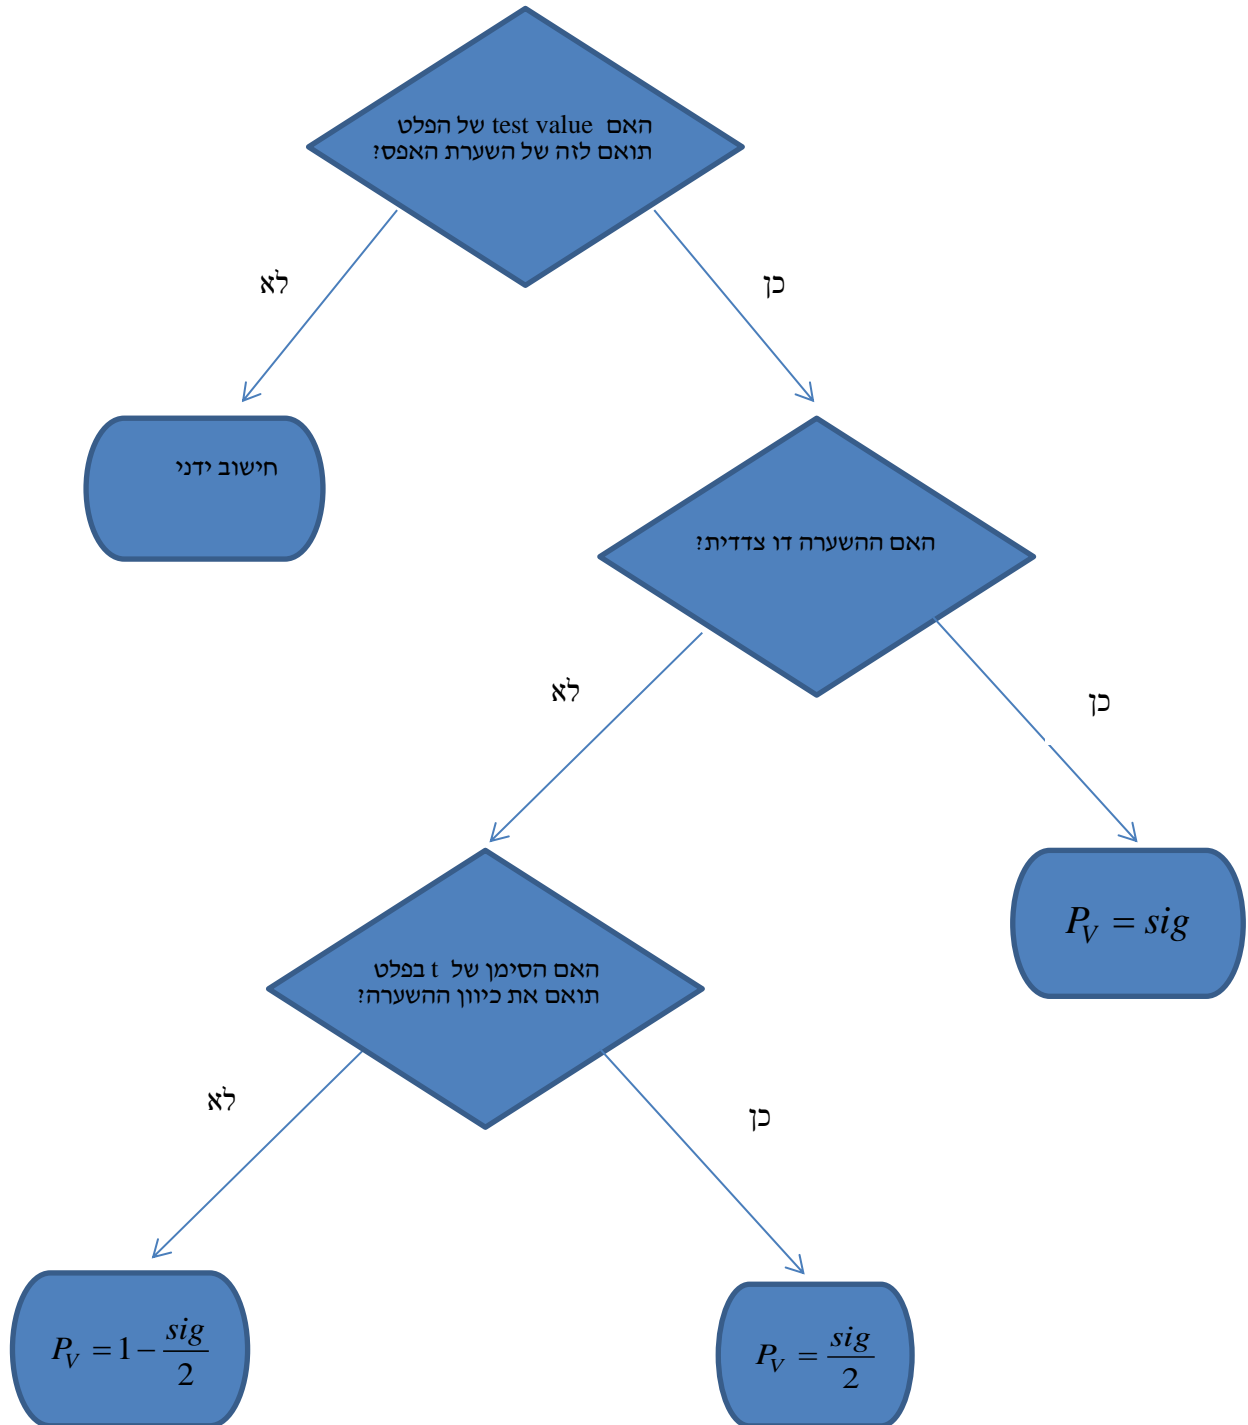 האם test value של הפלט
תואם לזה של השערת האפס?
לא
כן
חישוב ידני
האם ההשערה דו צדדית?
לא
כן
P_V = sig
האם הסימן של t בפלט
תואם את כיוון ההשערה?
לא
כן
P_V = 1 − sig/2
P_V = sig/2